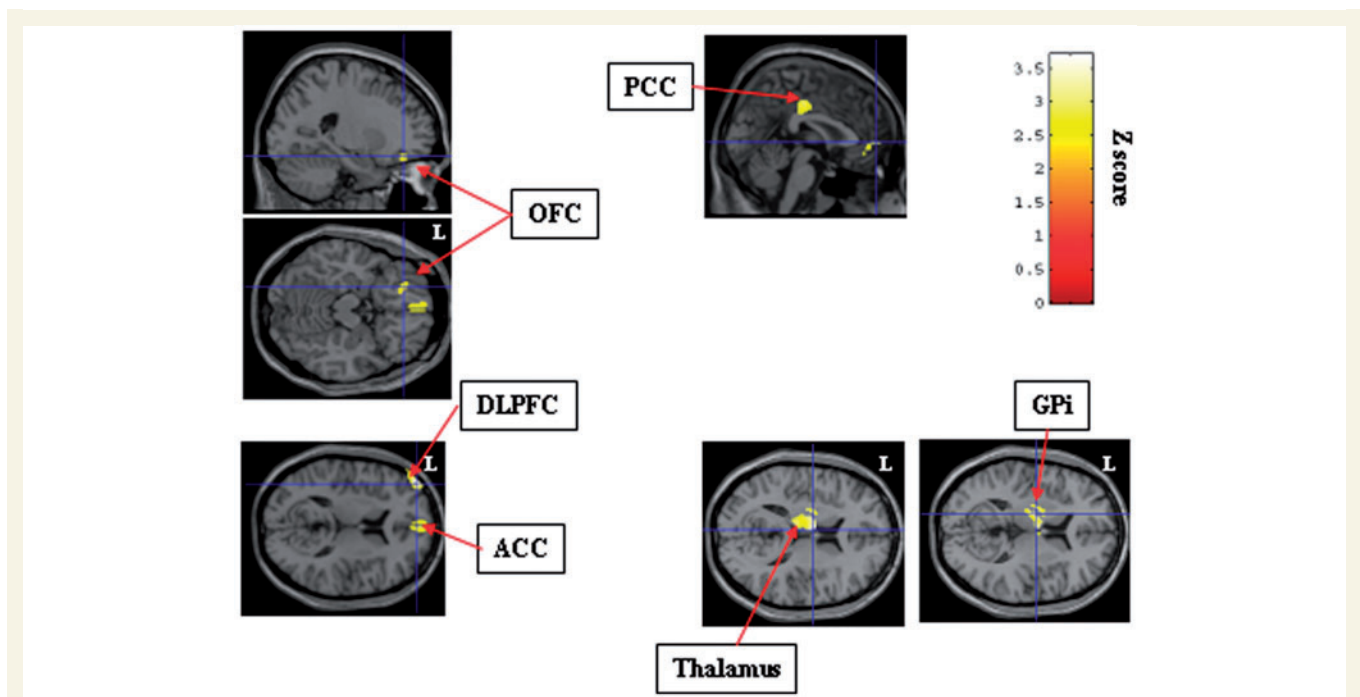 PCC
OFC
L
DLPFC
L
ACC
GPi
L
L
Thalamus
3.5
3
2.5
2
1.5
1
0.5
0
Z score